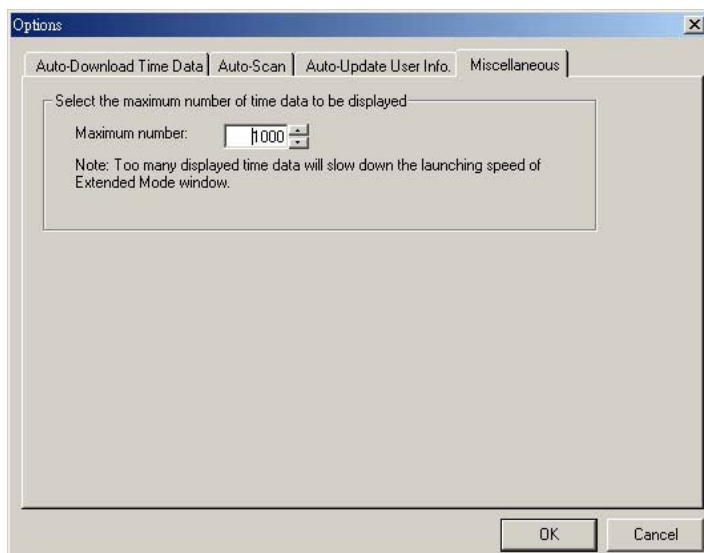 Options
Auto-Download Time Data Auto-Scan Auto-Update User Info. Miscellaneous
Select the maximum number of time data to be displayed
Maximum number: 1000
Note: Too many displayed time data will slow down the launching speed of
Extended Mode window.
OK Cancel